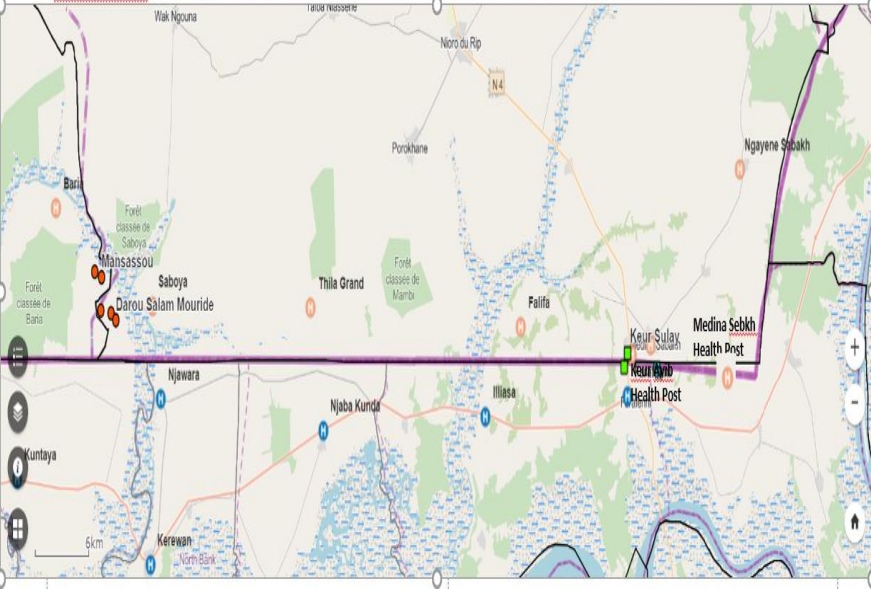 Wak Ngouna
Nioro du Rip
N 4
Porokhane
Ngayene Sabakh
Baria
Forêt
classée de
Saboya
Mansassou
Saboya
Darou Salam Mouride
Forêt
classée de
Baria
Thila Grand
Forêt
classée de
Mambi
Falifa
Keur Sulay
Medina Sebkh
Health Post
Keur Ayib
Health Post
Njawara
Njaba Kunda
Illiasa
Kuntaya
6km
Kerewan
North Bank
+
−